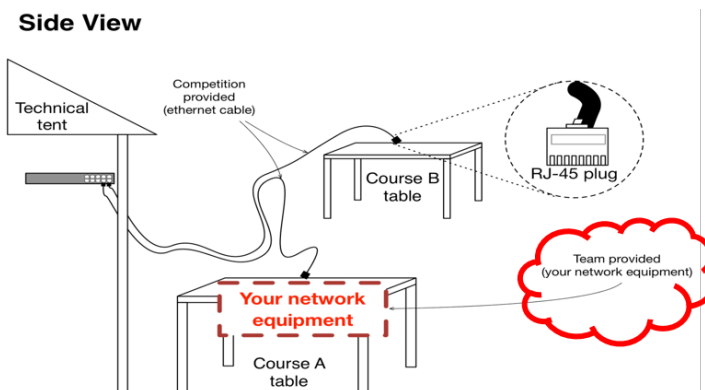 Side View
Technical
tent
Competition
provided
(ethernet cable)
Course B
table
RJ-45 plug
Team provided
(your network equipment)
Your network
equipment
Course A
table